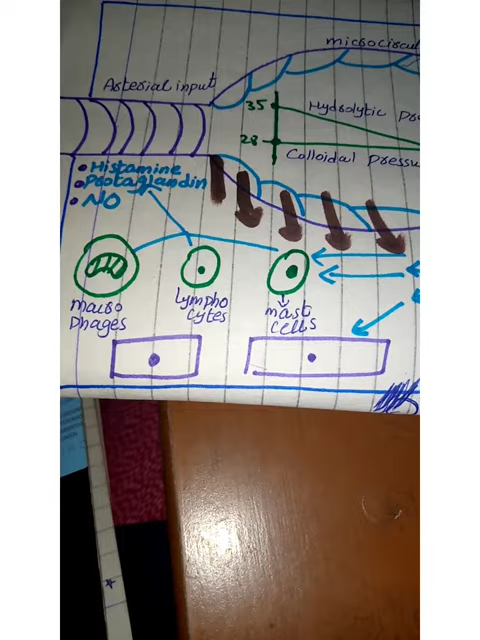 microcircul
Arterial input
35
Hydrolytic Pr
28
Colloidal pressu
• Histamine
• Prostaglandin
• NO
macro
phages
lympho
cytes
mast
cells